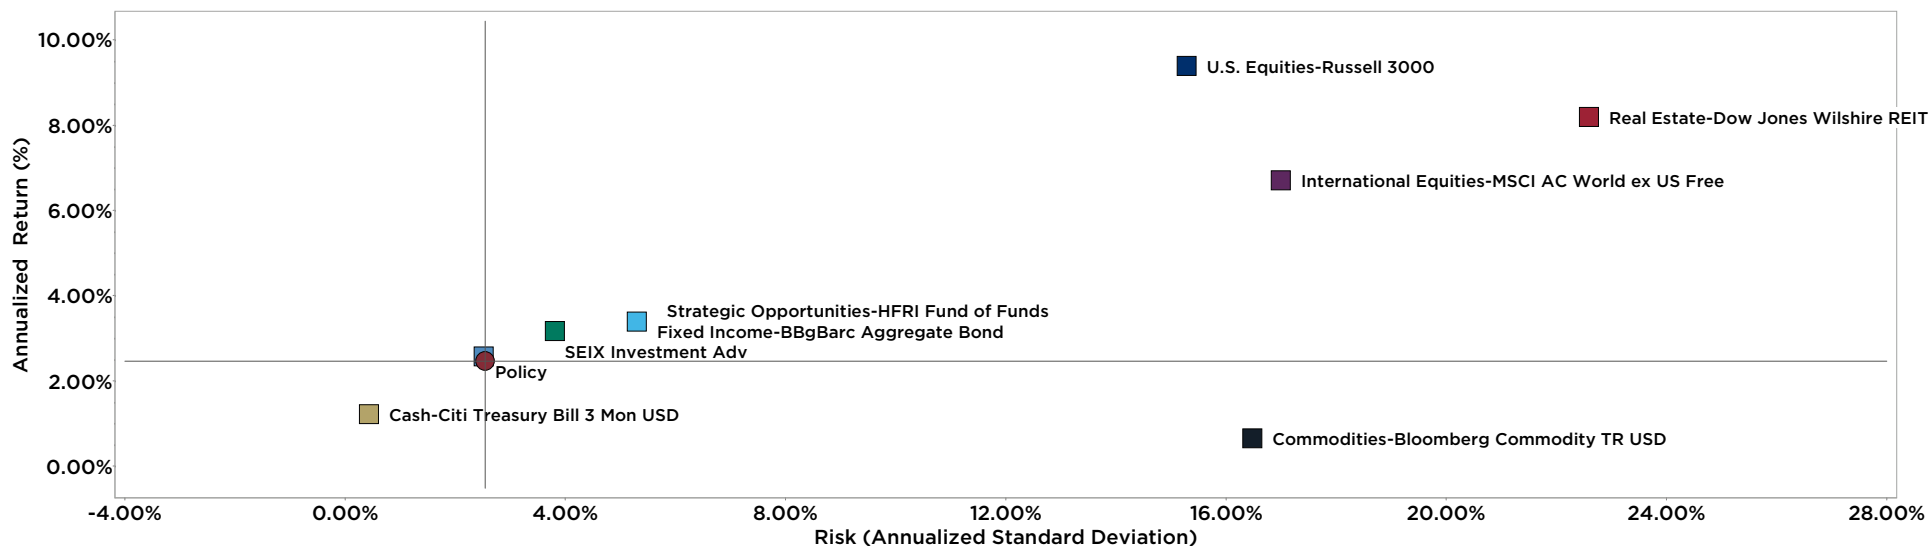 10.00%
U.S. Equities-Russell 3000
8.00%
Real Estate-Dow Jones Wilshire REIT
International Equities-MSCI AC World ex US Free
6.00%
Annualized Return (%)
4.00%
Strategic Opportunities-HFRI Fund of Funds
Fixed Income-BBgBarc Aggregate Bond
SEIX Investment Adv
Policy
2.00%
Cash-Citi Treasury Bill 3 Mon USD
Commodities-Bloomberg Commodity TR USD
0.00%
-4.00% 0.00% 4.00% 8.00% 12.00% 16.00% 20.00% 24.00% 28.00%
Risk (Annualized Standard Deviation)